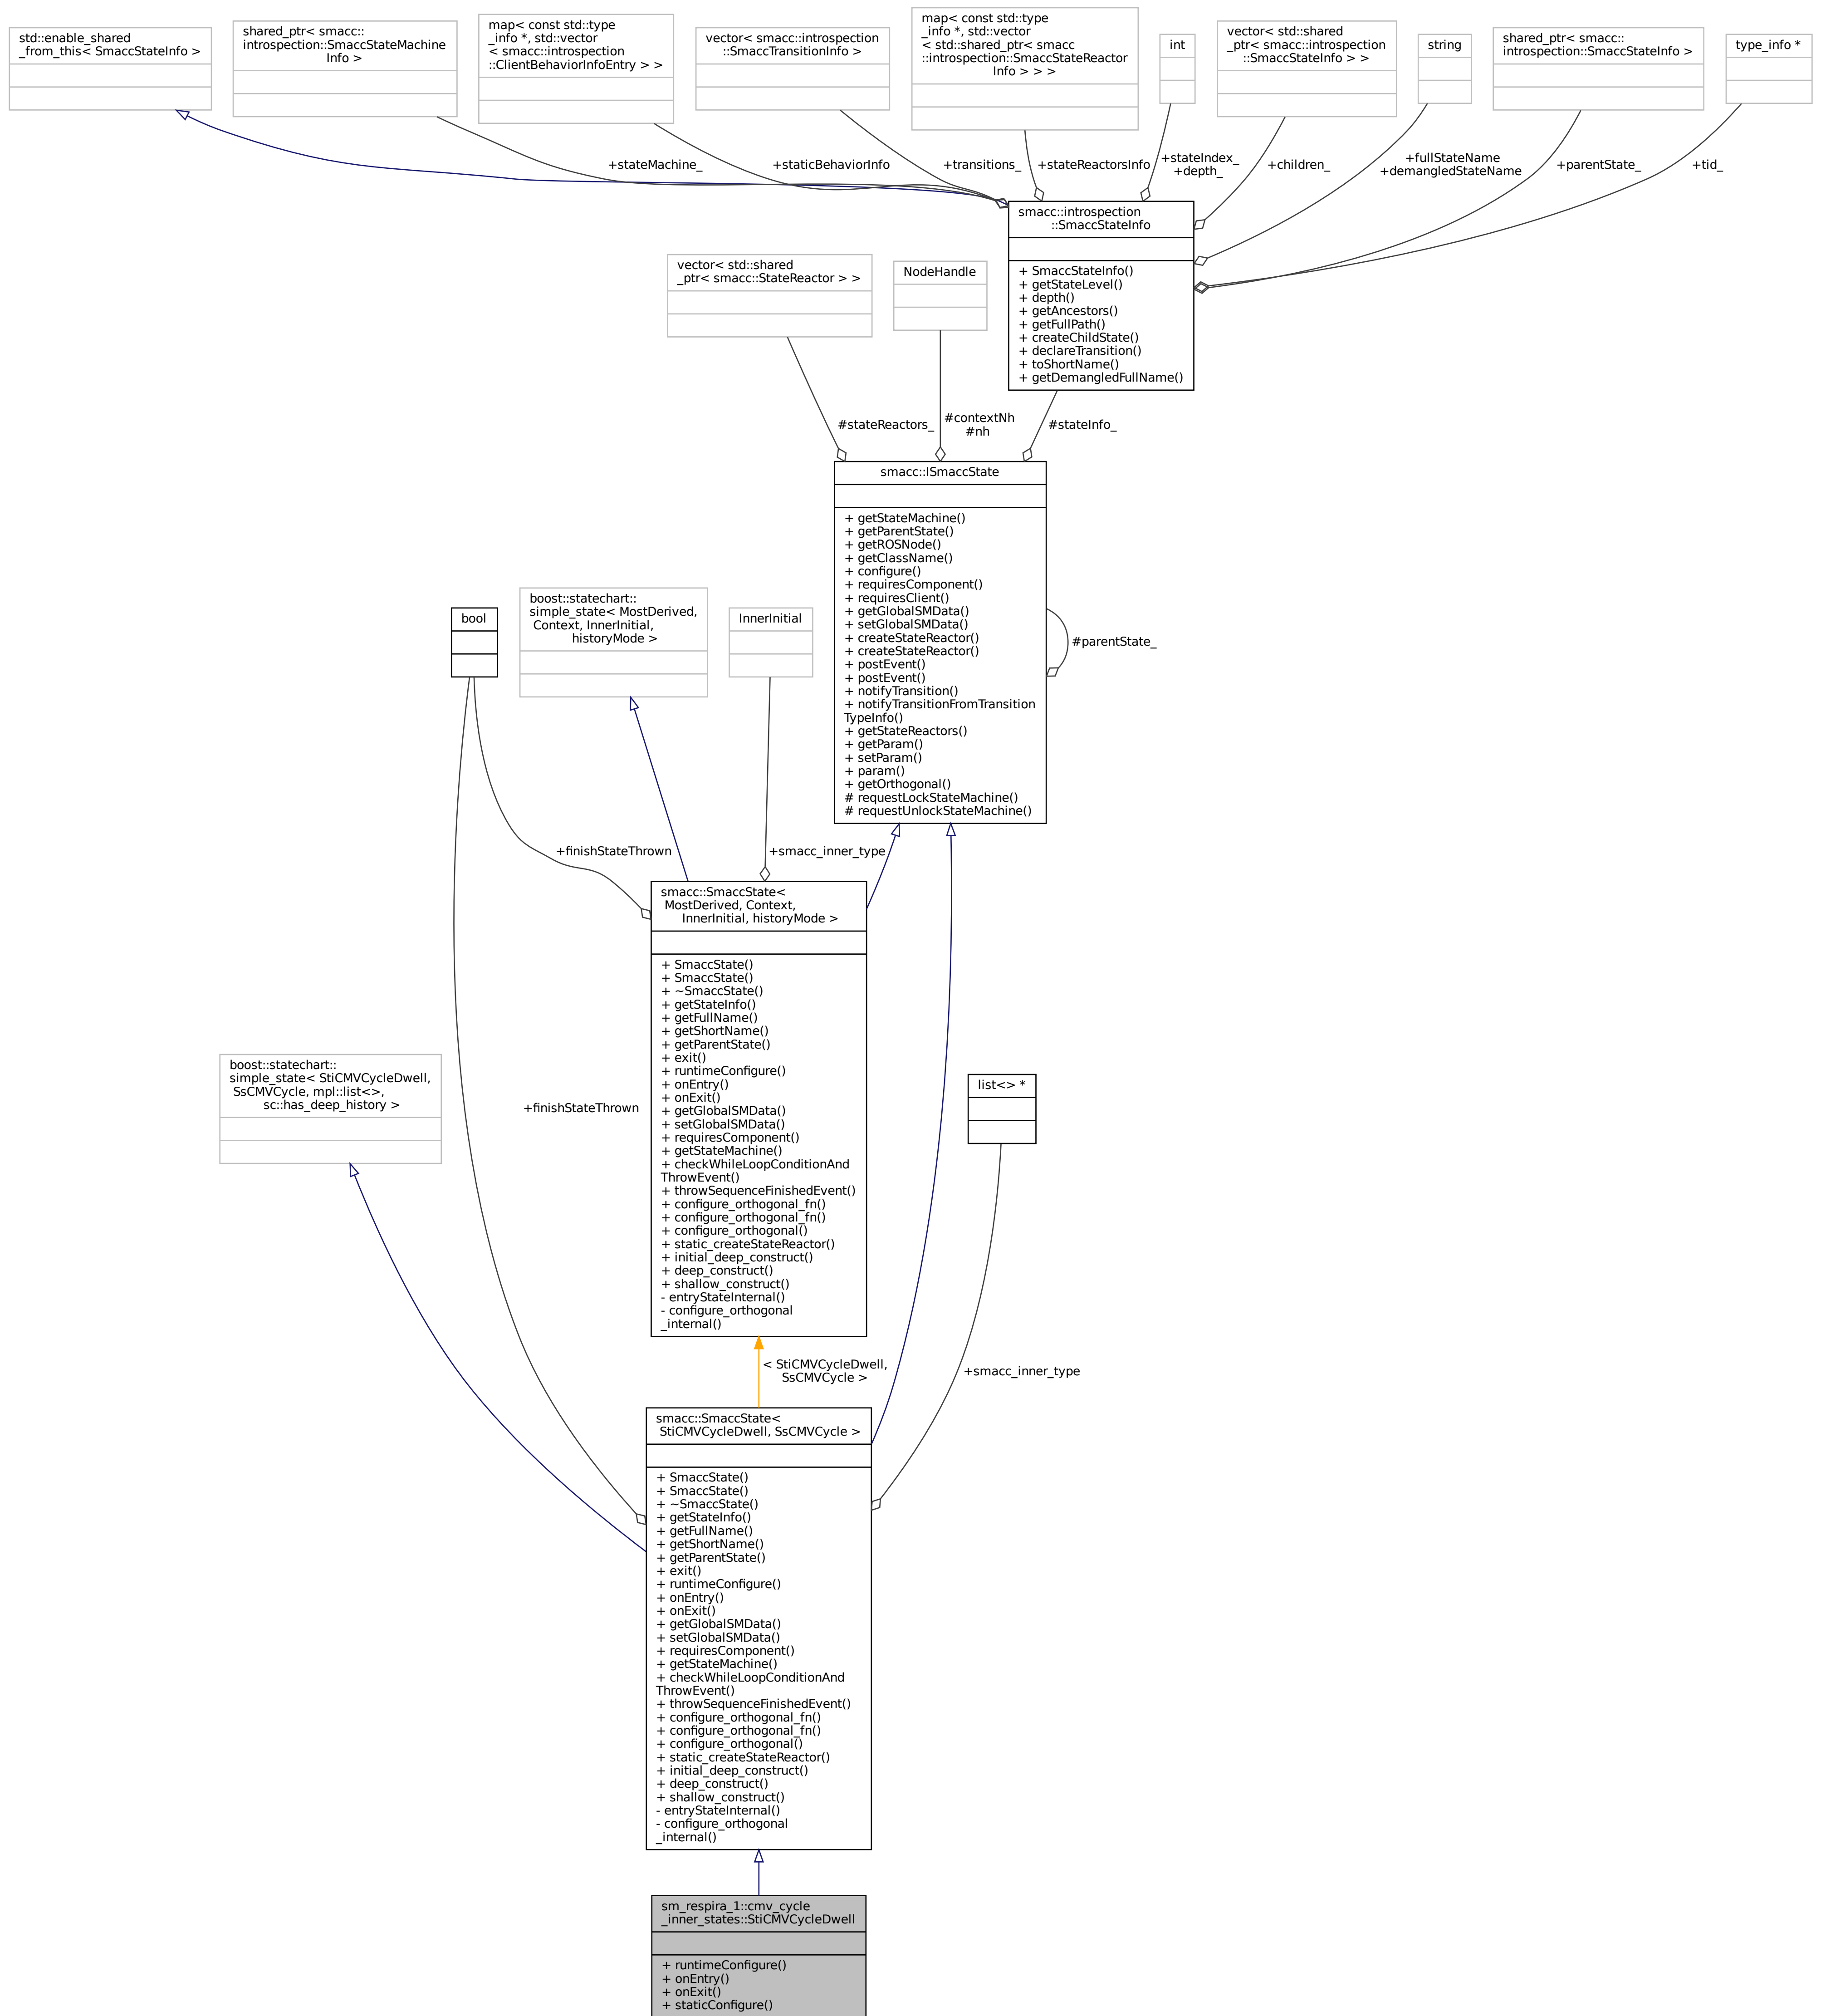 std::enable_shared
_from_this< SmaccStateInfo >
shared_ptr< smacc::
introspection::SmaccStateMachine
Info >
map< const std::type
_info *, std::vector
< smacc::introspection
::ClientBehaviorInfoEntry > >
vector< smacc::introspection
::SmaccTransitionInfo >
map< const std::type
_info *, std::vector
< std::shared_ptr< smacc
::introspection::SmaccStateReactor
Info > > >
int
vector< std::shared
_ptr< smacc::introspection
::SmaccStateInfo > >
string
shared_ptr< smacc::
introspection::SmaccStateInfo >
type_info *
+stateMachine_
+staticBehaviorInfo
+transitions_
+stateReactorsInfo
+stateIndex_
+depth_
+children_
+fullStateName
+demangledStateName
+parentState_
+tid_
smacc::introspection
::SmaccStateInfo
+ SmaccStateInfo()
+ getStateLevel()
+ depth()
+ getAncestors()
+ getFullPath()
+ createChildState()
+ declareTransition()
+ toShortName()
+ getDemangledFullName()
vector< std::shared
_ptr< smacc::StateReactor > >
NodeHandle
#stateReactors_
#contextNh
#nh
#stateInfo_
smacc::ISmaccState
+ getStateMachine()
+ getParentState()
+ getROSNode()
+ getClassName()
+ configure()
+ requiresComponent()
+ requiresClient()
+ getGlobalSMData()
+ setGlobalSMData()
+ createStateReactor()
+ createStateReactor()
+ postEvent()
+ postEvent()
+ notifyTransition()
+ notifyTransitionFromTransition
TypeInfo()
+ getStateReactors()
+ getParam()
+ setParam()
+ param()
+ getOrthogonal()
# requestLockStateMachine()
# requestUnlockStateMachine()
#parentState_
bool
boost::statechart::
simple_state< MostDerived,
Context, InnerInitial,
historyMode >
InnerInitial
+finishStateThrown
+smacc_inner_type
smacc::SmaccState<
MostDerived, Context,
InnerInitial, historyMode >
+ SmaccState()
+ SmaccState()
+ ~SmaccState()
+ getStateInfo()
+ getFullName()
+ getShortName()
+ getParentState()
+ exit()
+ runtimeConfigure()
+ onEntry()
+ onExit()
+ getGlobalSMData()
+ setGlobalSMData()
+ requiresComponent()
+ getStateMachine()
+ checkWhileLoopConditionAnd
ThrowEvent()
+ throwSequenceFinishedEvent()
+ configure_orthogonal_fn()
+ configure_orthogonal_fn()
+ configure_orthogonal()
+ static_createStateReactor()
+ initial_deep_construct()
+ deep_construct()
+ shallow_construct()
- entryStateInternal()
- configure_orthogonal
_internal()
boost::statechart::
simple_state< StiCMVCycleDwell,
SsCMVCycle, mpl::list<>,
sc::has_deep_history >
+finishStateThrown
list<> *
< StiCMVCycleDwell,
SsCMVCycle >
+smacc_inner_type
smacc::SmaccState<
StiCMVCycleDwell, SsCMVCycle >
+ SmaccState()
+ SmaccState()
+ ~SmaccState()
+ getStateInfo()
+ getFullName()
+ getShortName()
+ getParentState()
+ exit()
+ runtimeConfigure()
+ onEntry()
+ onExit()
+ getGlobalSMData()
+ setGlobalSMData()
+ requiresComponent()
+ getStateMachine()
+ checkWhileLoopConditionAnd
ThrowEvent()
+ throwSequenceFinishedEvent()
+ configure_orthogonal_fn()
+ configure_orthogonal_fn()
+ configure_orthogonal()
+ static_createStateReactor()
+ initial_deep_construct()
+ deep_construct()
+ shallow_construct()
- entryStateInternal()
- configure_orthogonal
_internal()
sm_respira_1::cmv_cycle
_inner_states::StiCMVCycleDwell
+ runtimeConfigure()
+ onEntry()
+ onExit()
+ staticConfigure()